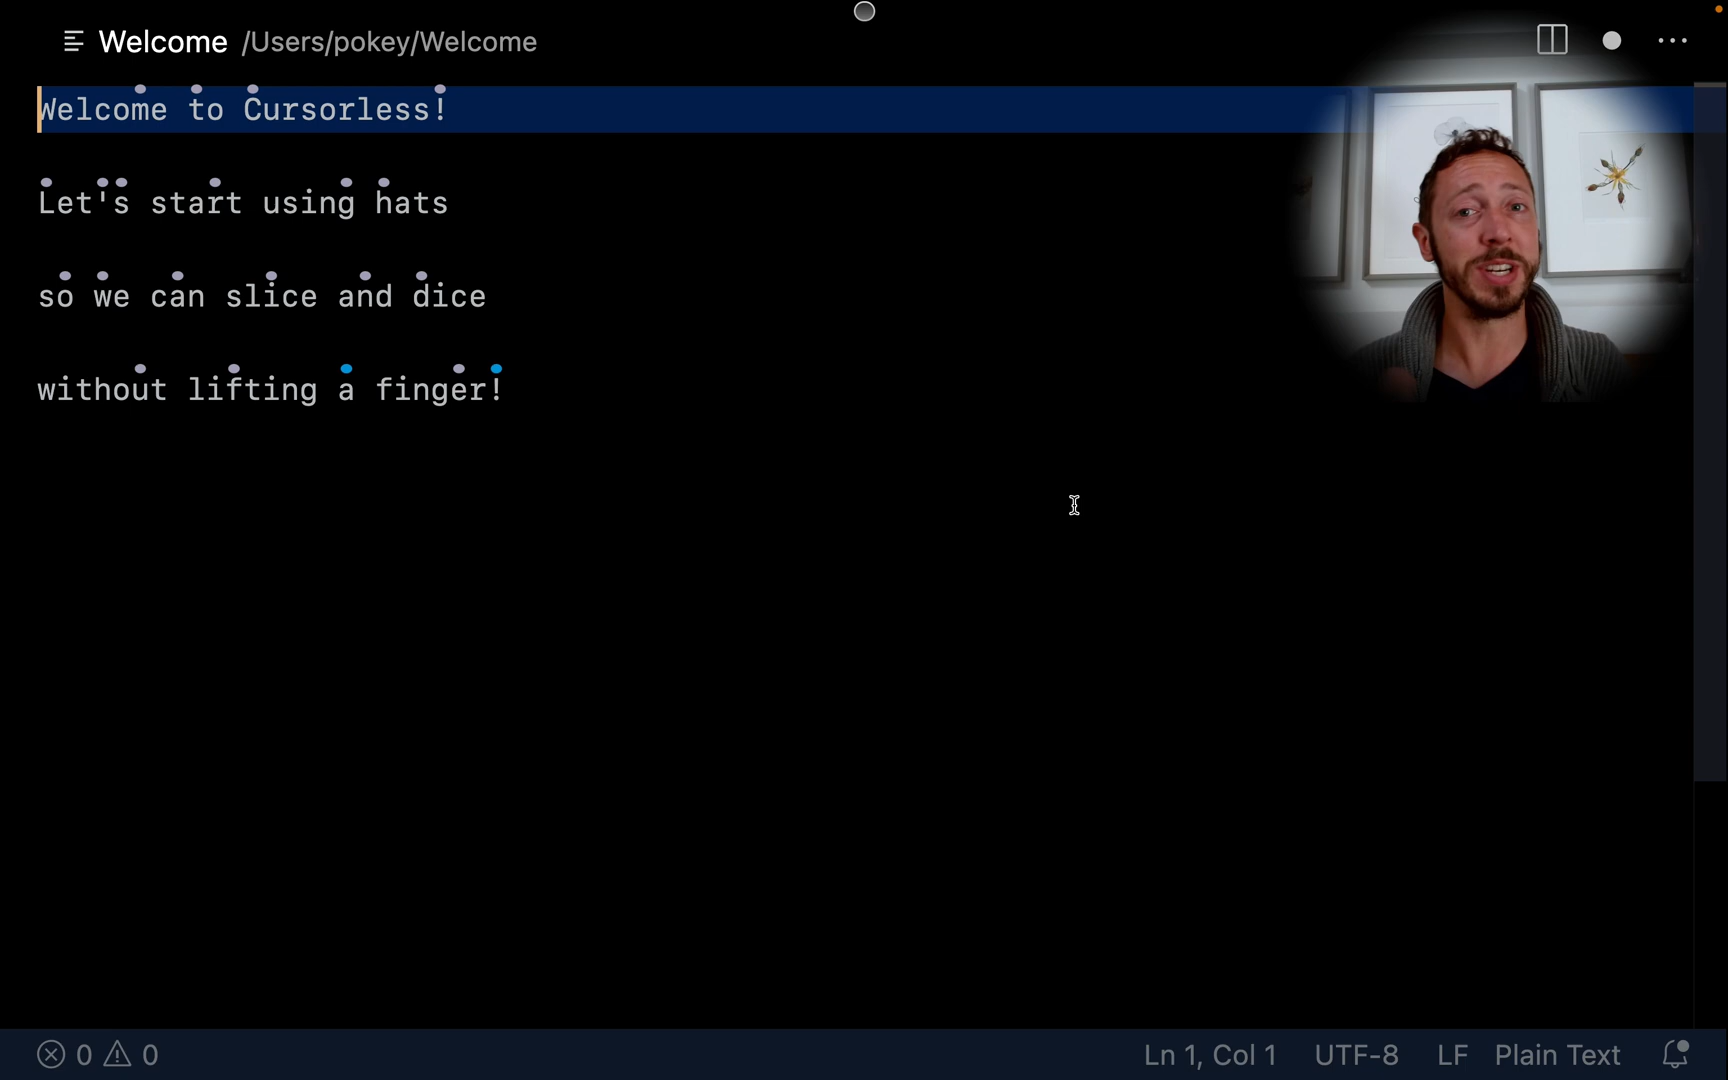 Welcome /Users/pokey/Welcome
Welcome to Cursorless!
Let's start using hats
so we can slice and dice
without lifting a finger!
0 0 Ln 1, Col 1 UTF-8 LF Plain Text